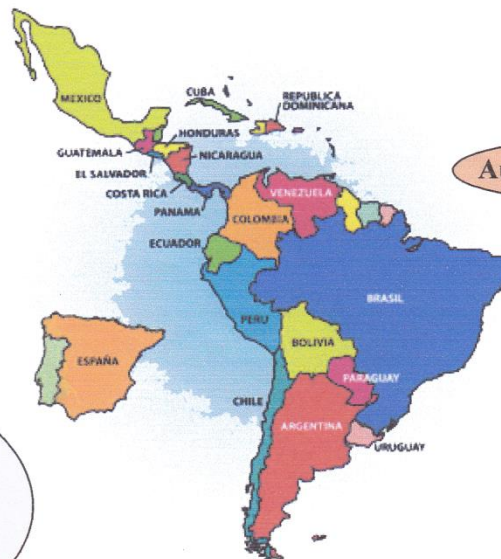 MEXICO
CUBA
REPUBLICA
DOMINICANA
HONDURAS
GUATEMALA
NICARAGUA
EL SALVADOR
COSTA RICA
PANAMA
VENEZUELA
COLOMBIA
ECUADOR
BRASIL
PERU
BOLIVIA
ESPAÑA
PARAGUAY
CHILE
ARGENTINA
URUGUAY